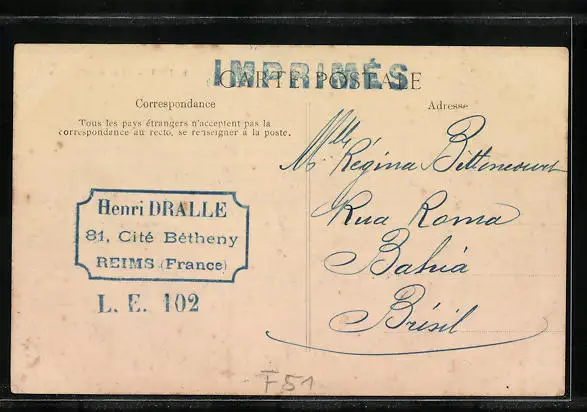 IMPRIMÉS
CARTE POSTALE
Correspondance
Tous les pays étrangers n'acceptent pas la
correspondance au recto, se renseigner à la poste.
Henri DRALLE
81, Cité Bétheny
REIMS (France)
L. E. 102
Adresse
Mlle Régina Bittencourt
Rua Roma
Bahia
Brésil
F51